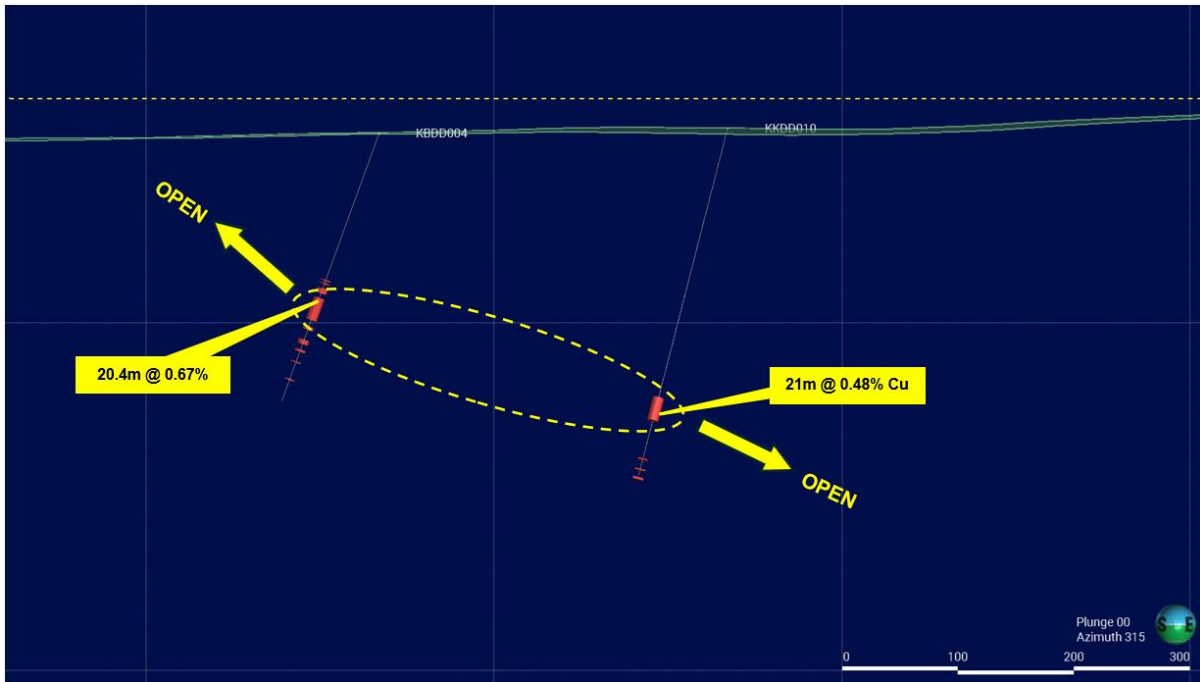 KBDD004
KKDD010
OPEN
20.4m @ 0.67%
21m @ 0.48% Cu
OPEN
Plunge 00
Azimuth 315
S E
0 100 200 300